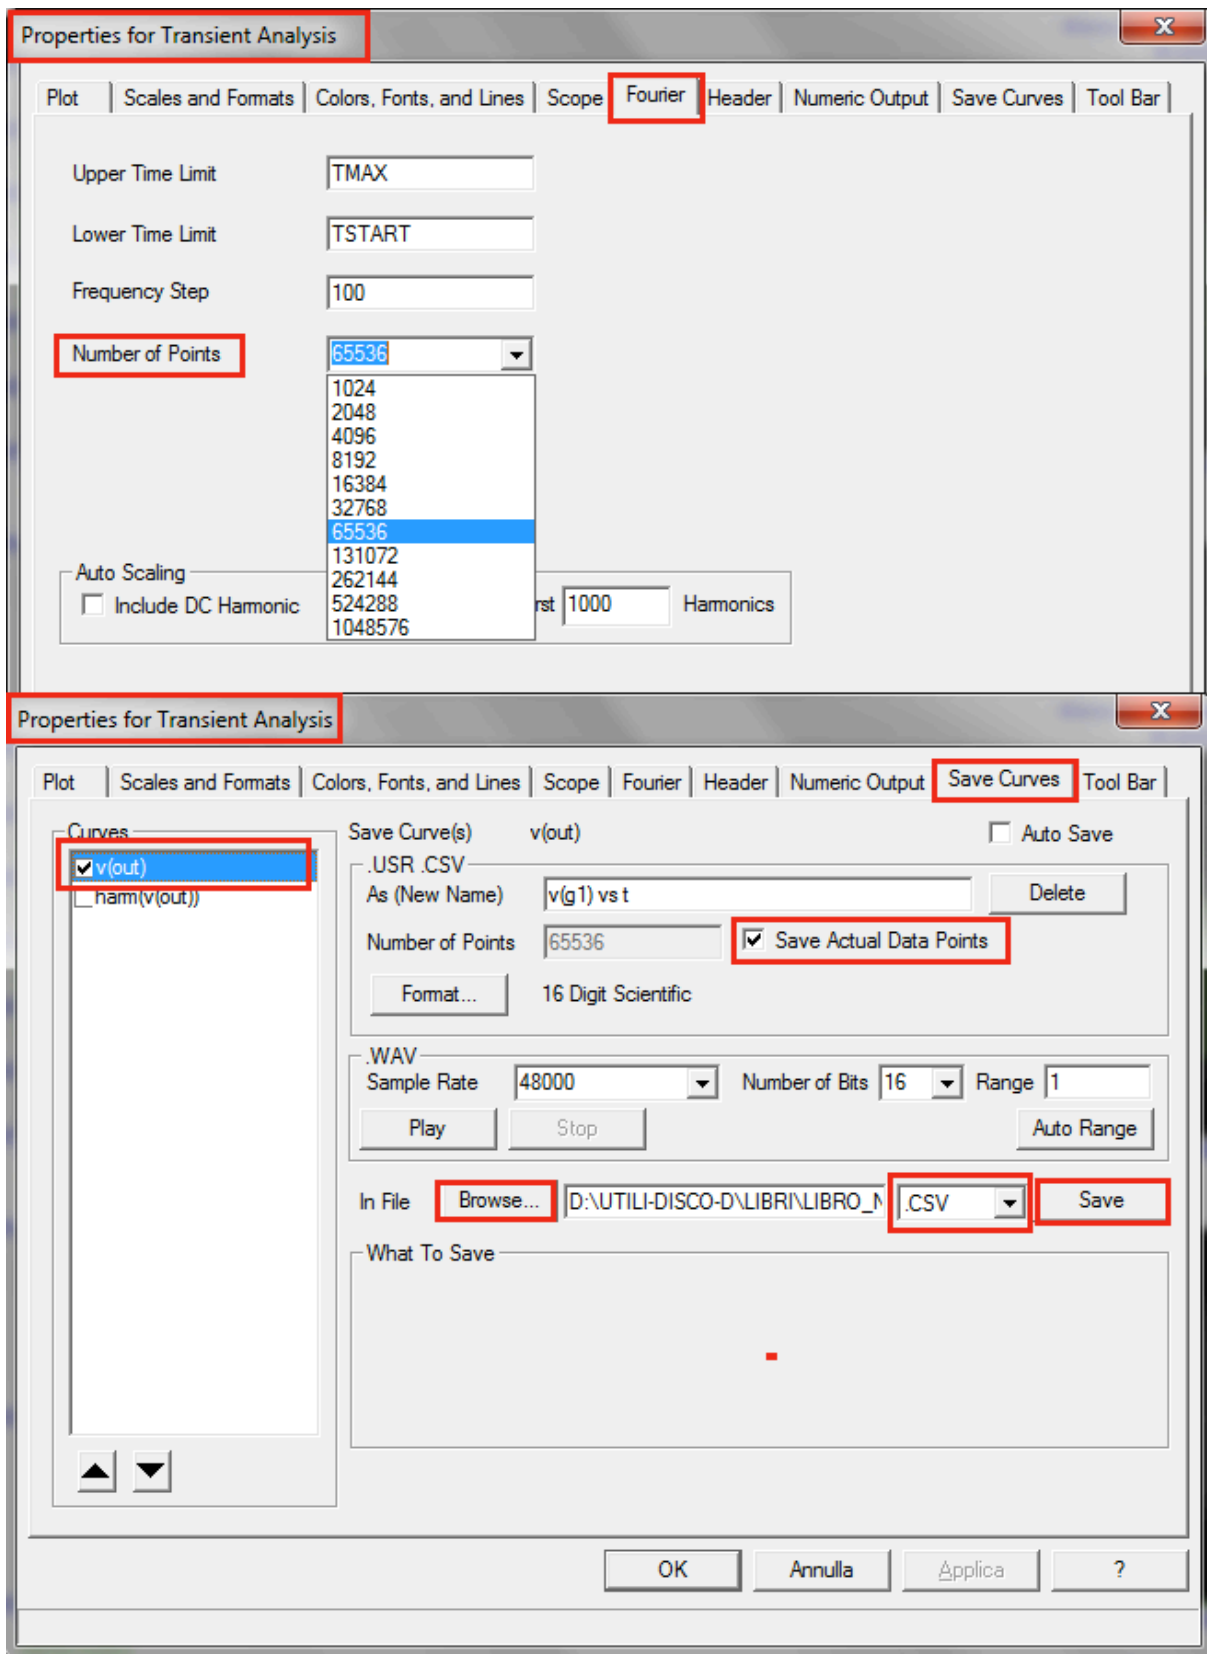 Properties for Transient Analysis
X
Plot Scales and Formats Colors, Fonts, and Lines Scope Fourier Header Numeric Output Save Curves Tool Bar
Upper Time Limit TMAX
Lower Time Limit TSTART
Frequency Step 100
Number of Points 65536
1024
2048
4096
8192
16384
32768
65536
131072
262144
524288
1048576
Auto Scaling
Include DC Harmonic rst 1000 Harmonics
Properties for Transient Analysis
X
Plot Scales and Formats Colors, Fonts, and Lines Scope Fourier Header Numeric Output Save Curves Tool Bar
Curves
v(out)
harm(v(out))
Save Curve(s) v(out) Auto Save
.USR .CSV
As (New Name) v(g1) vs t Delete
Number of Points 65536 Save Actual Data Points
Format... 16 Digit Scientific
.WAV
Sample Rate 48000 Number of Bits 16 Range 1
Play Stop Auto Range
In File Browse... D:\UTILI-DISCO-D\LIBRI\LIBRO_N .CSV Save
What To Save
OK Annulla Applica ?